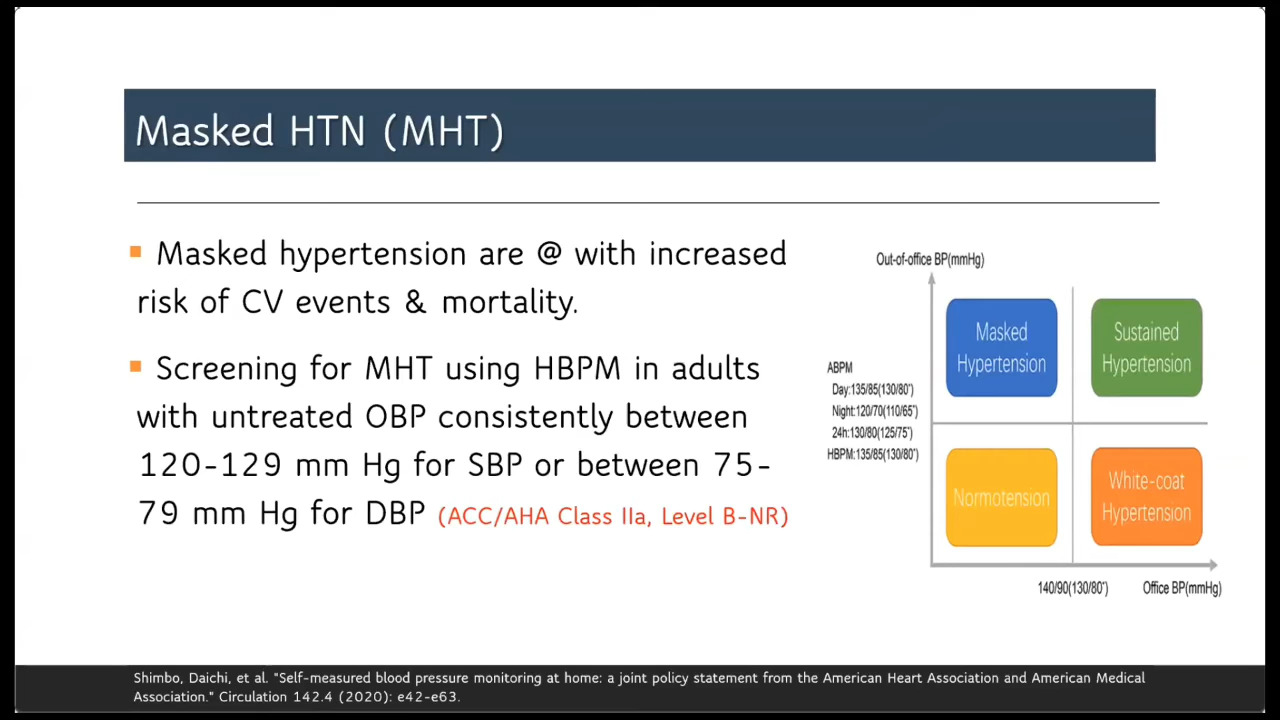 Masked HTN (MHT)
Masked hypertension are @ with increased
risk of CV events & mortality.
Screening for MHT using HBPM in adults
with untreated OBP consistently between
120-129 mm Hg for SBP or between 75-
79 mm Hg for DBP (ACC/AHA Class IIa, Level B-NR)
Out-of-office BP(mmHg)
Masked
Hypertension
Sustained
Hypertension
ABPM
Day:135/85(130/80*)
Night:120/70(110/65*)
24h:130/80(125/75*)
HBPM:135/85(130/80*)
Normotension
White-coat
Hypertension
140/90(130/80*)
Office BP(mmHg)
Shimbo, Daichi, et al. "Self-measured blood pressure monitoring at home: a joint policy statement from the American Heart Association and American Medical
Association." Circulation 142.4 (2020): e42-e63.